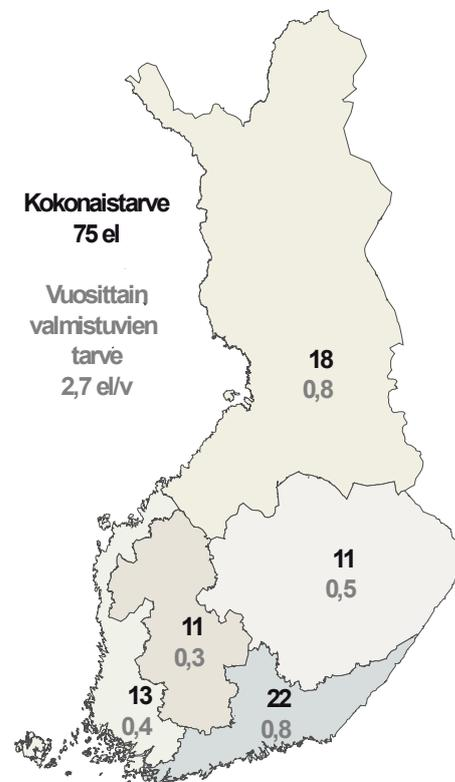 Kokonaistarve
75 el
Vuosittain
valmistuvien
tarve
2,7 el/v
18
0,8
11
0,5
11
0,3
13
0,4
22
0,8